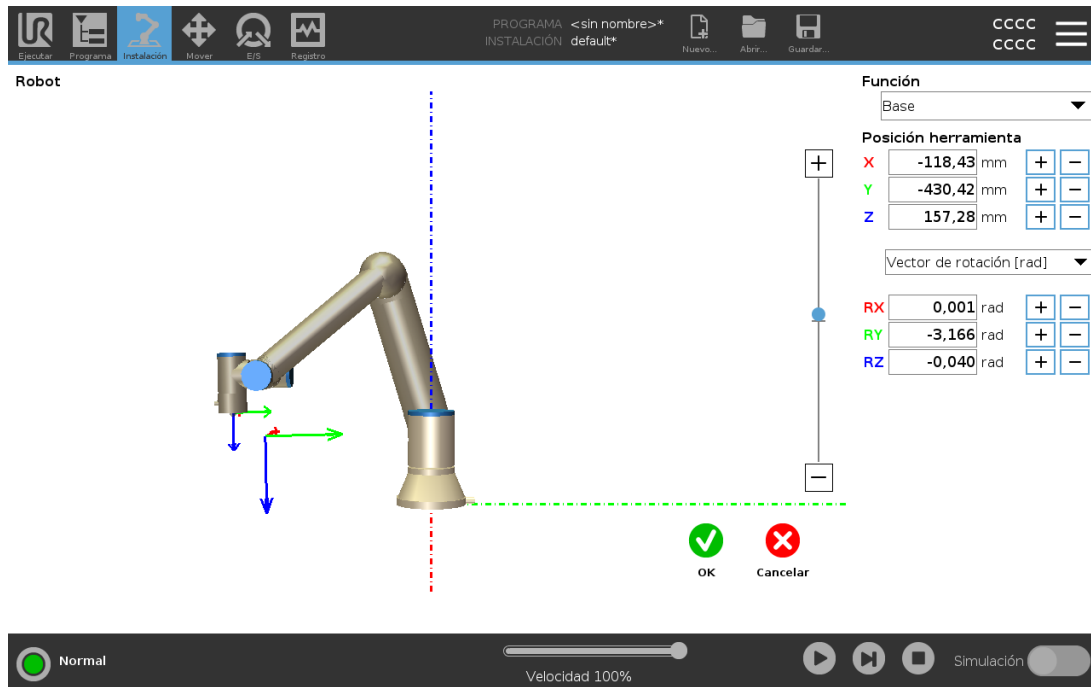 PROGRAMA <sin nombre>*
INSTALACIÓN default*
Ejecutar Programa Instalación Mover E/S Registro Nuevo... Abrir... Guardar...
CCCC
CCCC
Robot
Función
Base
Posición herramienta
X -118,43 mm + −
Y -430,42 mm + −
Z 157,28 mm + −
Vector de rotación [rad]
RX 0,001 rad + −
RY -3,166 rad + −
RZ -0,040 rad + −
OK Cancelar
Normal
Velocidad 100%
Simulación